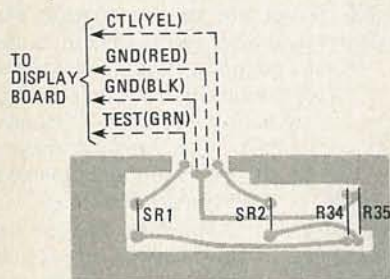 CTL(YEL)
GND(RED)
TO
DISPLAY
BOARD
GND(BLK)
TEST(GRN)
SR1
SR2
R34
R35